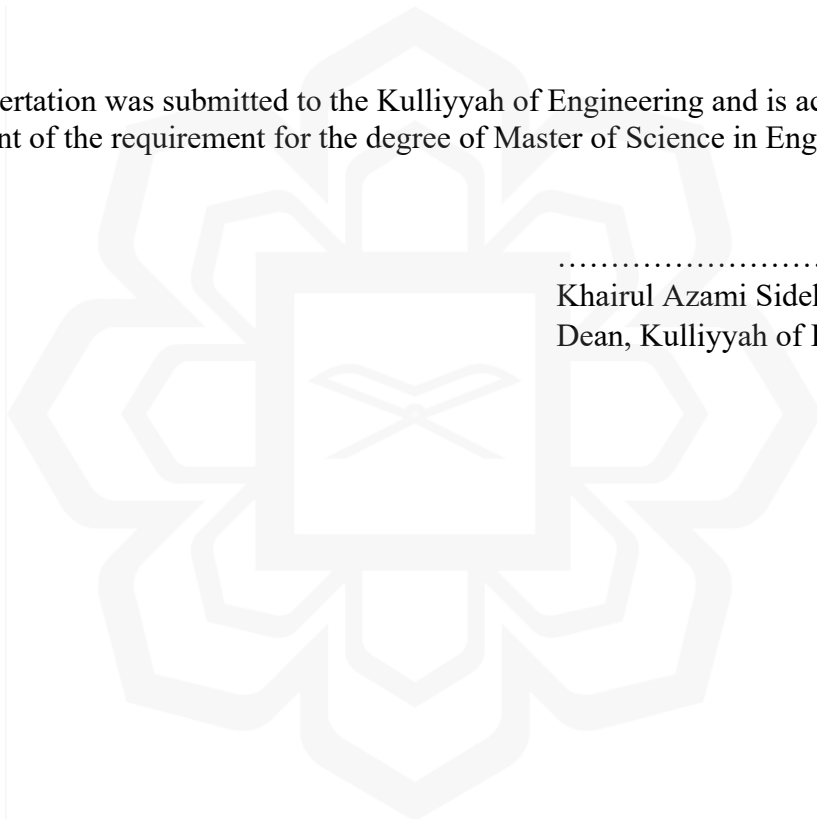 ertation was submitted to the Kulliyyah of Engineering and is ac
nt of the requirement for the degree of Master of Science in Eng
……………………
Khairul Azami Sidek
Dean, Kulliyyah of